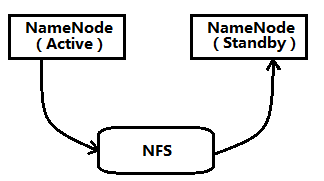 NameNode
（Active）
NameNode
（Standby）
NFS